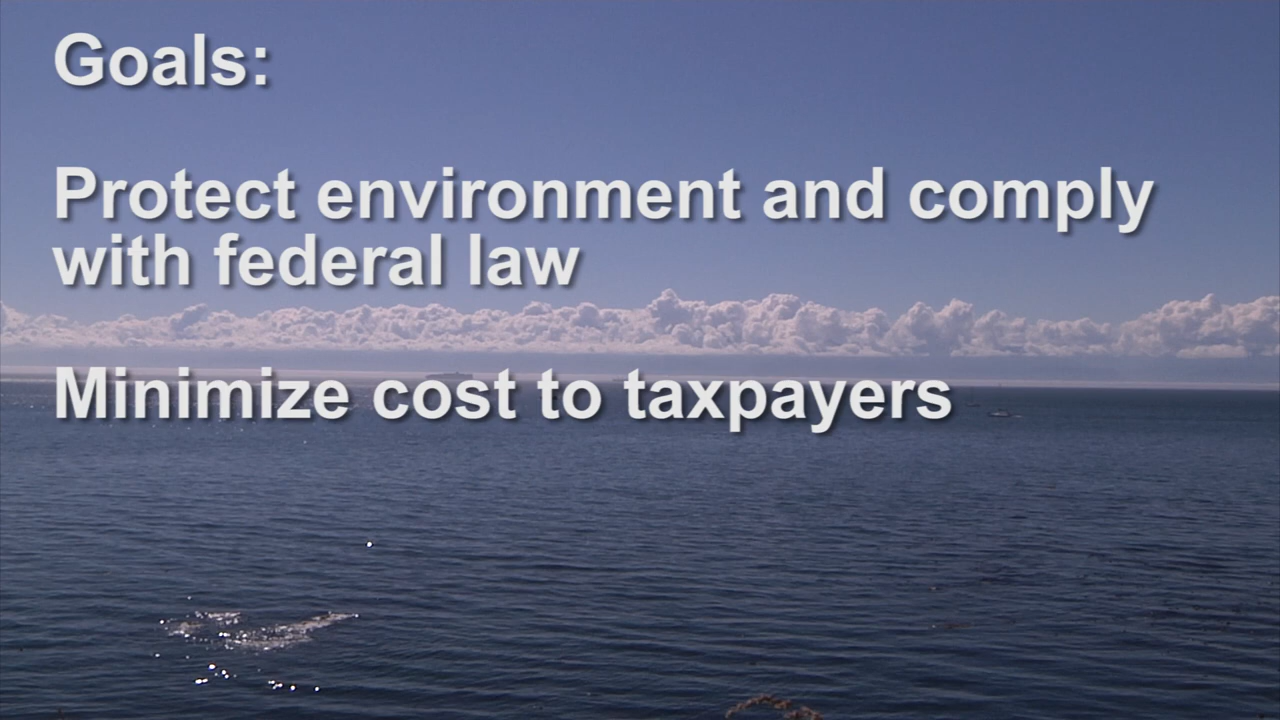 Goals:
Protect environment and comply
with federal law
Minimize cost to taxpayers